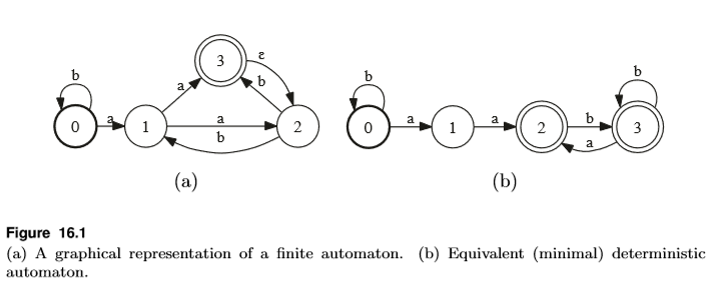 3
ε
b
a
b
b
b
0
a
1
a
b
2
0
a
1
a
2
b
a
3
(a)
(b)
Figure 16.1
(a) A graphical representation of a finite automaton. (b) Equivalent (minimal) deterministic
automaton.